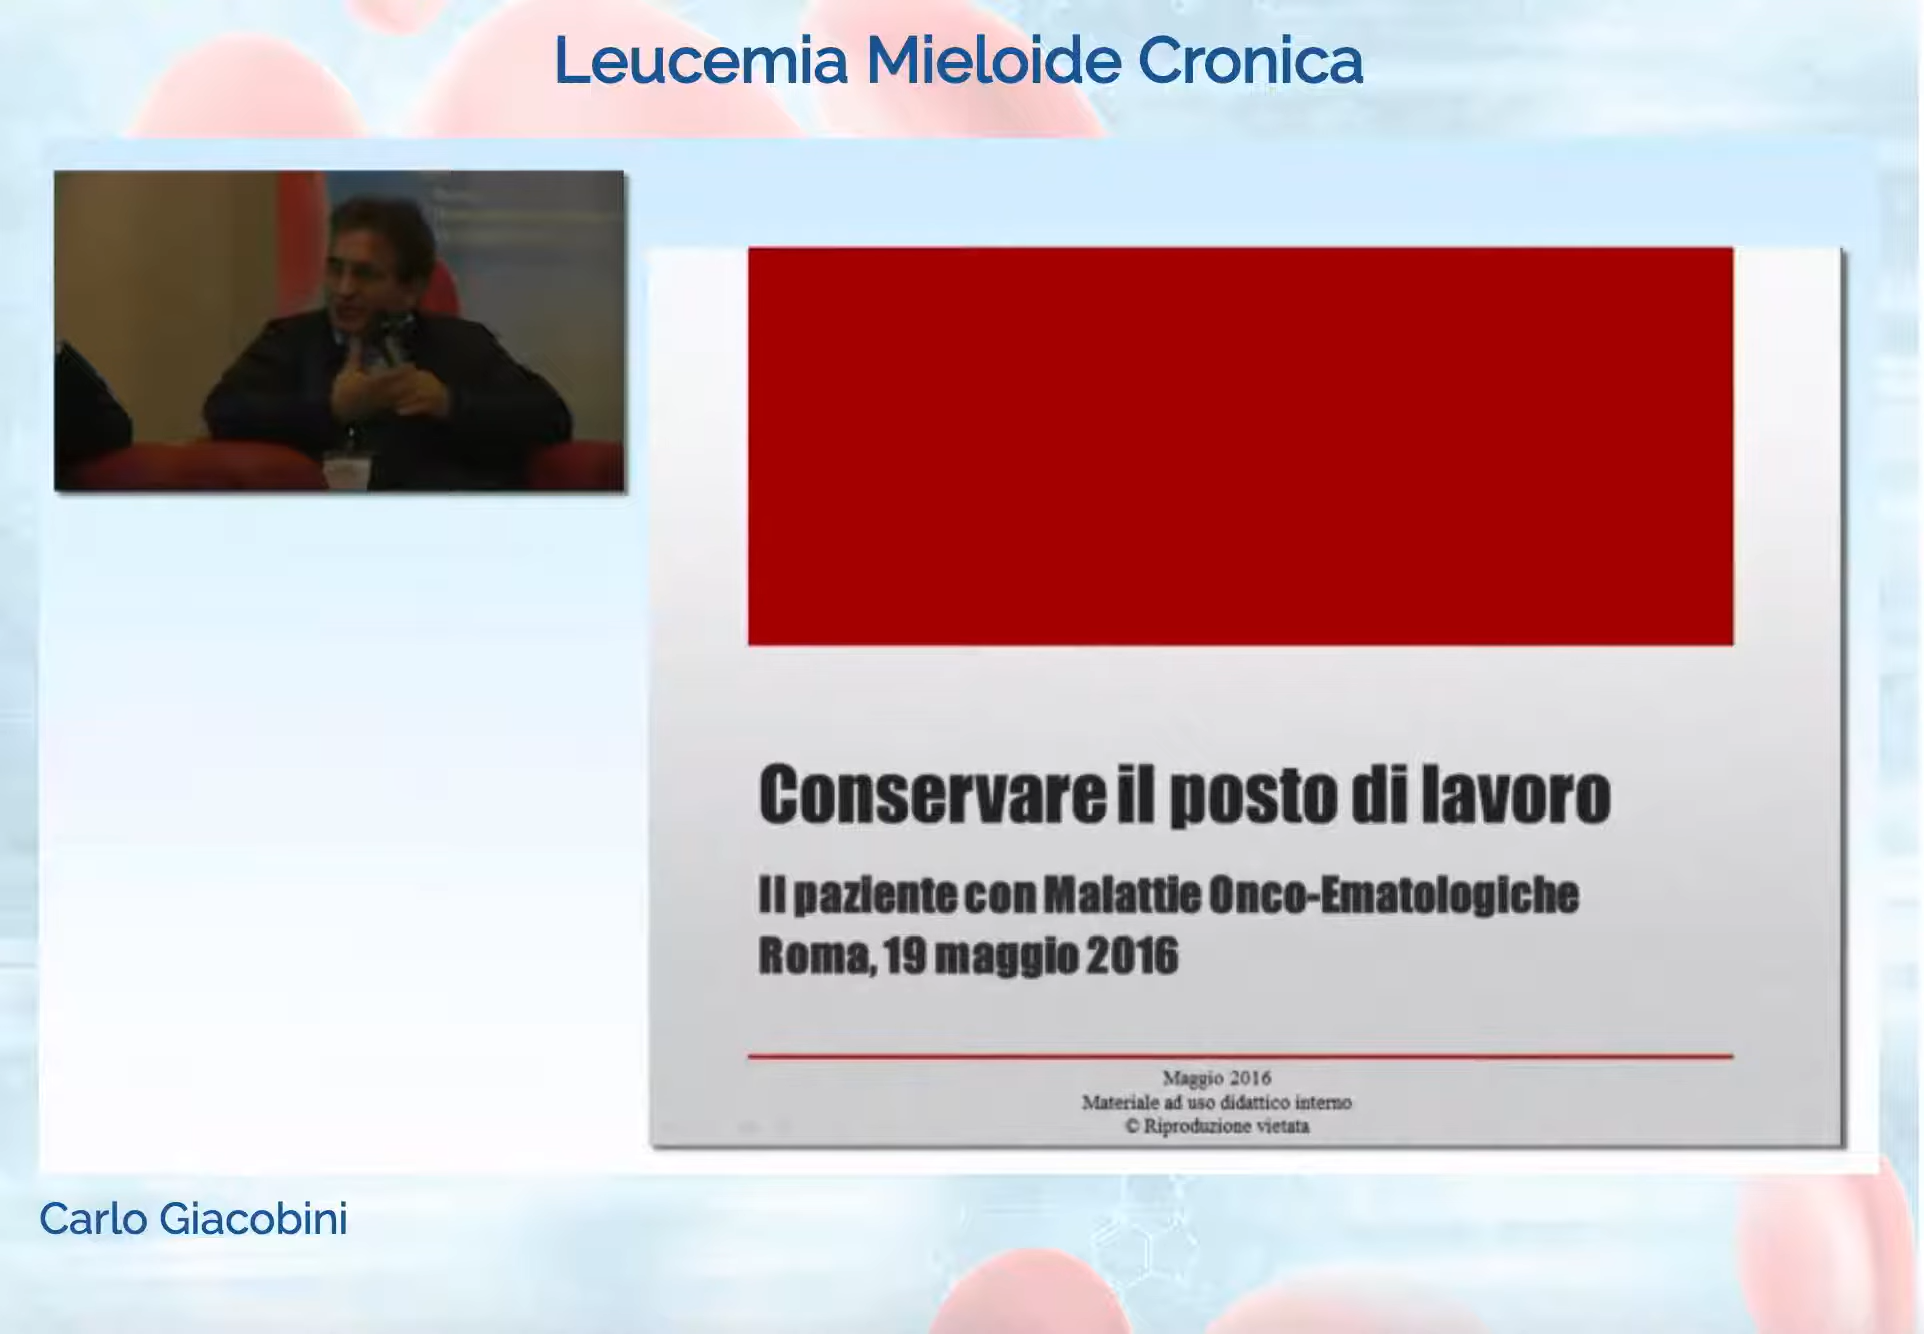 Leucemia Mieloide Cronica
Conservare il posto di lavoro
Il paziente con Malattie Onco-Ematologiche
Roma, 19 maggio 2016
Maggio 2016
Materiale ad uso didattico interno
© Riproduzione vietata
Carlo Giacobini